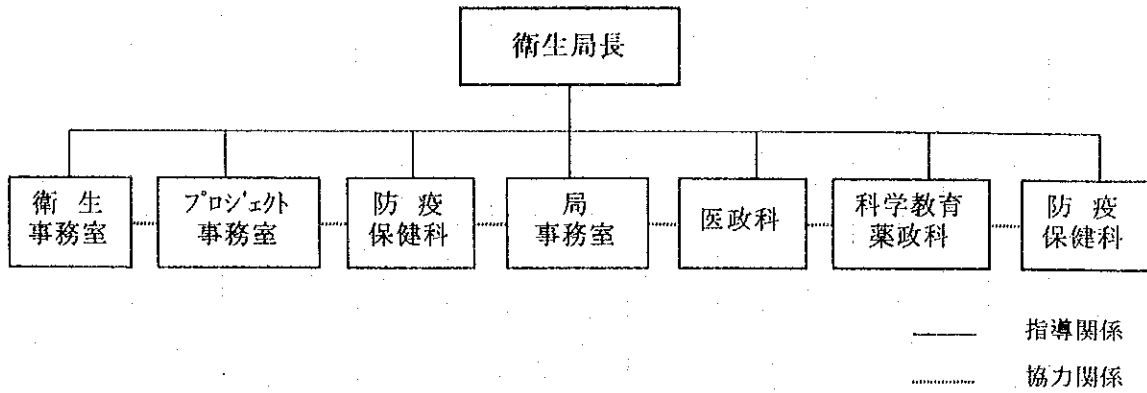 衛生局長
衛 生
事務室
プロジェクト
事務室
防 疫
保健科
局
事務室
医政科
科学教育
薬政科
防 疫
保健科
指導関係
協力関係